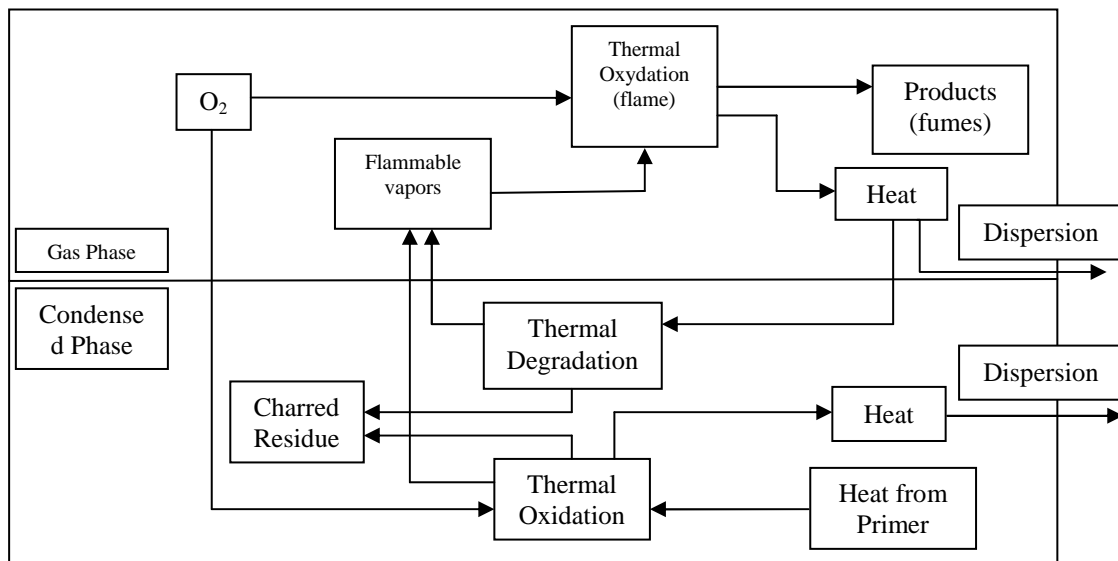 Thermal
Oxydation
(flame)
O₂
Products
(fumes)
Flammable
vapors
Heat
Dispersion
Gas Phase
Condense
d Phase
Thermal
Degradation
Dispersion
Charred
Residue
Heat
Thermal
Oxidation
Heat from
Primer